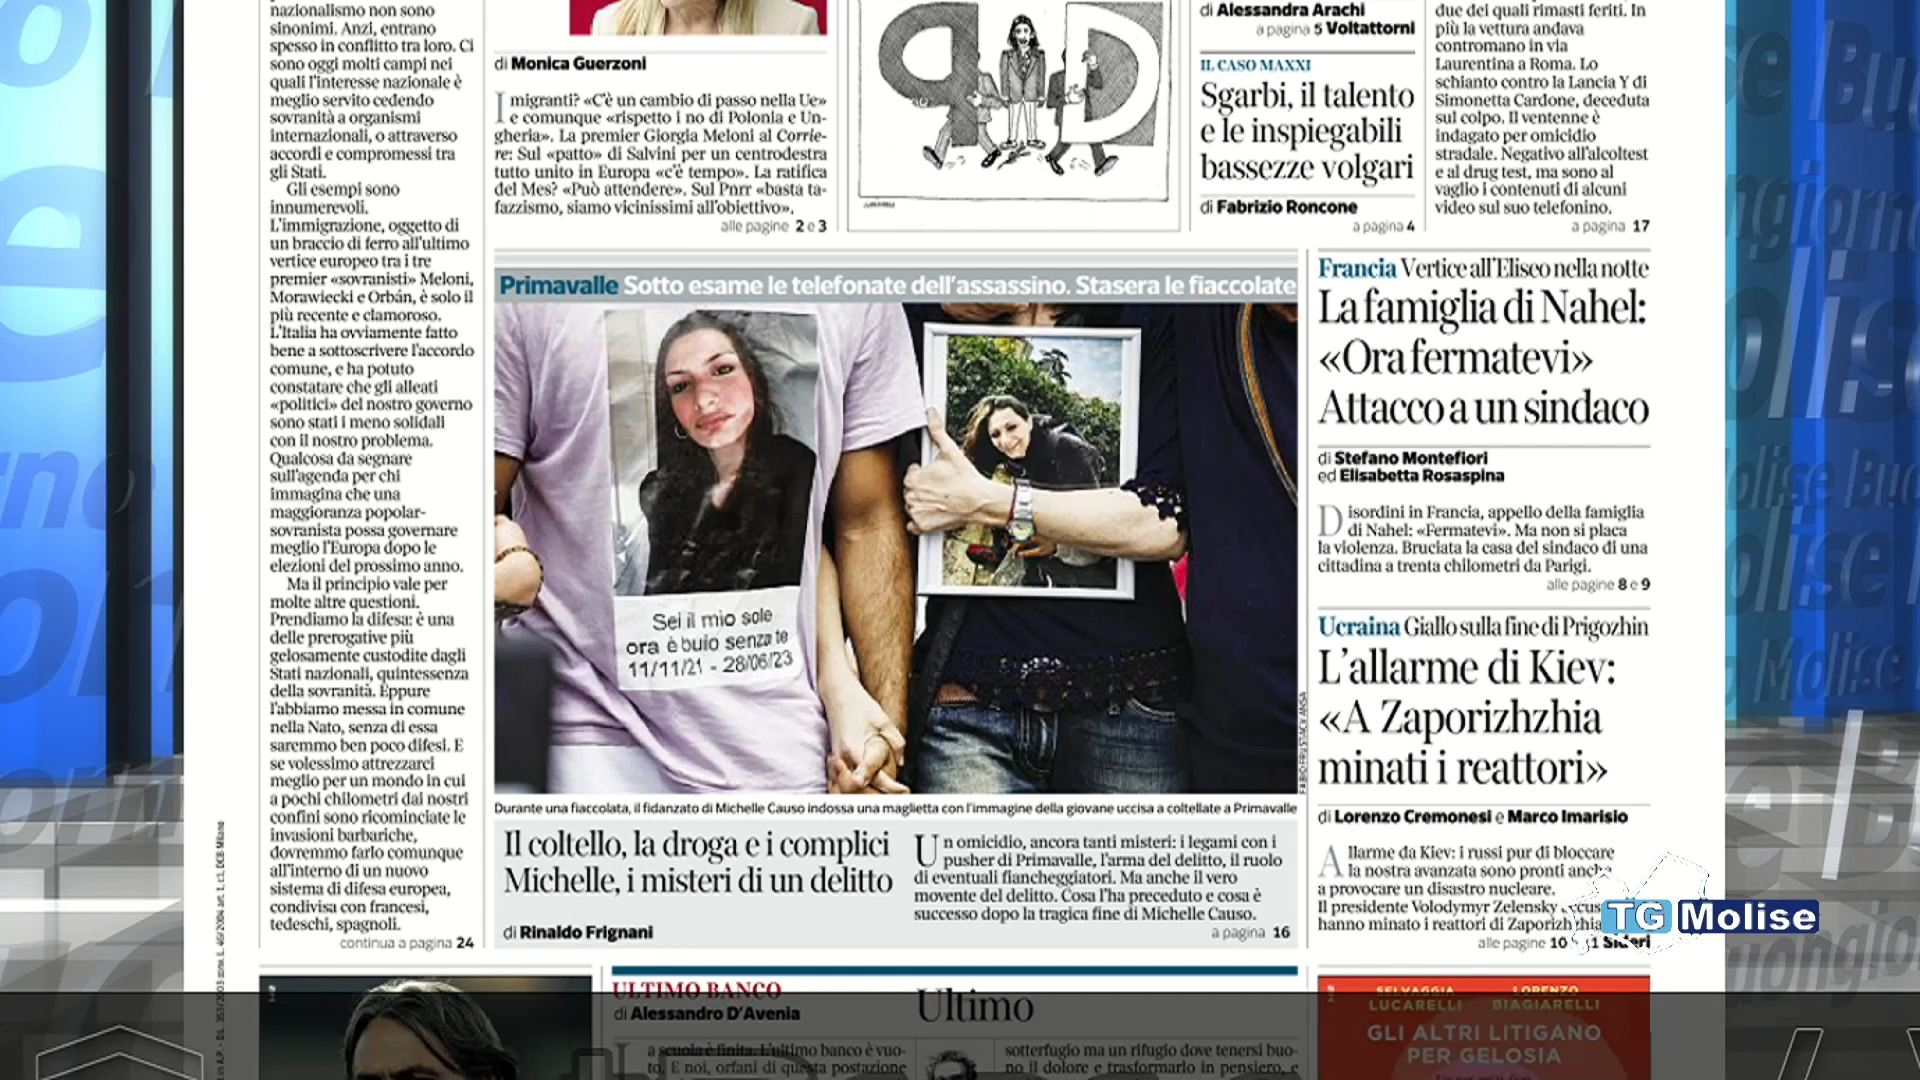 nazionalismo non sono
sinonimi. Anzi, entrano
spesso in conflitto tra loro. Ci
sono oggi molti campi nei
quali l'interesse nazionale è
meglio servito cedendo
sovranità a organismi
internazionali, o attraverso
accordi e compromessi tra
gli Stati.
Gli esempi sono
innumerevoli.
L'immigrazione, oggetto di
un braccio di ferro all'ultimo
vertice europeo tra i tre
premier «sovranisti» Meloni,
Morawiecki e Orbán, è solo il
più recente e clamoroso.
L'Italia ha ovviamente fatto
bene a sottoscrivere l'accordo
comune, e ha potuto
constatare che gli alleati
«politici» del nostro governo
sono stati i meno solidali
con il nostro problema.
Qualcosa da segnare
sull'agenda per chi
immagina che una
maggioranza popolar-
sovranista possa governare
meglio l'Europa dopo le
elezioni del prossimo anno.
Ma il principio vale per
molte altre questioni.
Prendiamo la difesa: è una
delle prerogative più
gelosamente custodite dagli
Stati nazionali, quintessenza
della sovranità. Eppure
l'abbiamo messa in comune
nella Nato, senza di essa
saremmo ben poco difesi. E
se volessimo attrezzarci
meglio per un mondo in cui
a pochi chilometri dai nostri
confini sono ricominciate le
invasioni barbariche,
dovremmo farlo comunque
all'interno di un nuovo
sistema di difesa europea,
condivisa con francesi,
tedeschi, spagnoli.
continua a pagina 24
di Monica Guerzoni
I migranti? «C'è un cambio di passo nella Ue»
e comunque «rispetto i no di Polonia e Un-
gheria». La premier Giorgia Meloni al Corrie-
re: Sul «patto» di Salvini per un centrodestra
tutto unito in Europa «c'è tempo». La ratifica
del Mes? «Può attendere». Sul Pnrr «basta ta-
fazzismo, siamo vicinissimi all'obiettivo».
alle pagine 2 e 3
P D
di Alessandra Arachi
a pagina 5 Voltattorni
IL CASO MAXXI
Sgarbi, il talento
e le inspiegabili
bassezze volgari
di Fabrizio Roncone
a pagina 4
due dei quali rimasti feriti. In
più la vettura andava
contromano in via
Laurentina a Roma. Lo
schianto contro la Lancia Y di
Simonetta Cardone, deceduta
sul colpo. Il ventenne è
indagato per omicidio
stradale. Negativo all'alcoltest
e al drug test, ma sono al
vaglio i contenuti di alcuni
video sul suo telefonino.
a pagina 17
Primavalle Sotto esame le telefonate dell'assassino. Stasera le fiaccolate
Sei il mio sole
ora è buio senza te
11/11/21 - 28/06/23
Durante una fiaccolata, il fidanzato di Michelle Causo indossa una maglietta con l'immagine della giovane uccisa a coltellate a Primavalle
Il coltello, la droga e i complici
Michelle, i misteri di un delitto
di Rinaldo Frignani
Un omicidio, ancora tanti misteri: i legami con i
pusher di Primavalle, l'arma del delitto, il ruolo
di eventuali fiancheggiatori. Ma anche il vero
movente del delitto. Cosa l'ha preceduto e cosa è
successo dopo la tragica fine di Michelle Causo.
a pagina 16
Francia Vertice all'Eliseo nella notte
La famiglia di Nahel:
«Ora fermatevi»
Attacco a un sindaco
di Stefano Montefiori
ed Elisabetta Rosaspina
Disordini in Francia, appello della famiglia
di Nahel: «Fermatevi». Ma non si placa
la violenza. Bruciata la casa del sindaco di una
cittadina a trenta chilometri da Parigi.
alle pagine 8 e 9
Ucraina Giallo sulla fine di Prigozhin
L'allarme di Kiev:
«A Zaporizhzhia
minati i reattori»
di Lorenzo Cremonesi e Marco Imarisio
Allarme da Kiev: i russi pur di bloccare
la nostra avanzata sono pronti anche
a provocare un disastro nucleare.
Il presidente Volodymyr Zelensky
hanno minato i reattori di Zaporizhzhia
alle pagine 10 Sideri
TG Molise
ULTIMO BANCO
di Alessandro D'Avenia
Ultimo
La scuola è finita. L'ultimo banco è vuo-
to. E noi, orfani di questa postazione
sotterfugio ma un rifugio dove tenersi buo-
no il dolore e trasformarlo in pensiero, e
SELVAGGIA
LUCARELLI
LORENZO
BIAGIARELLI
GLI ALTRI LITIGANO
PER GELOSIA